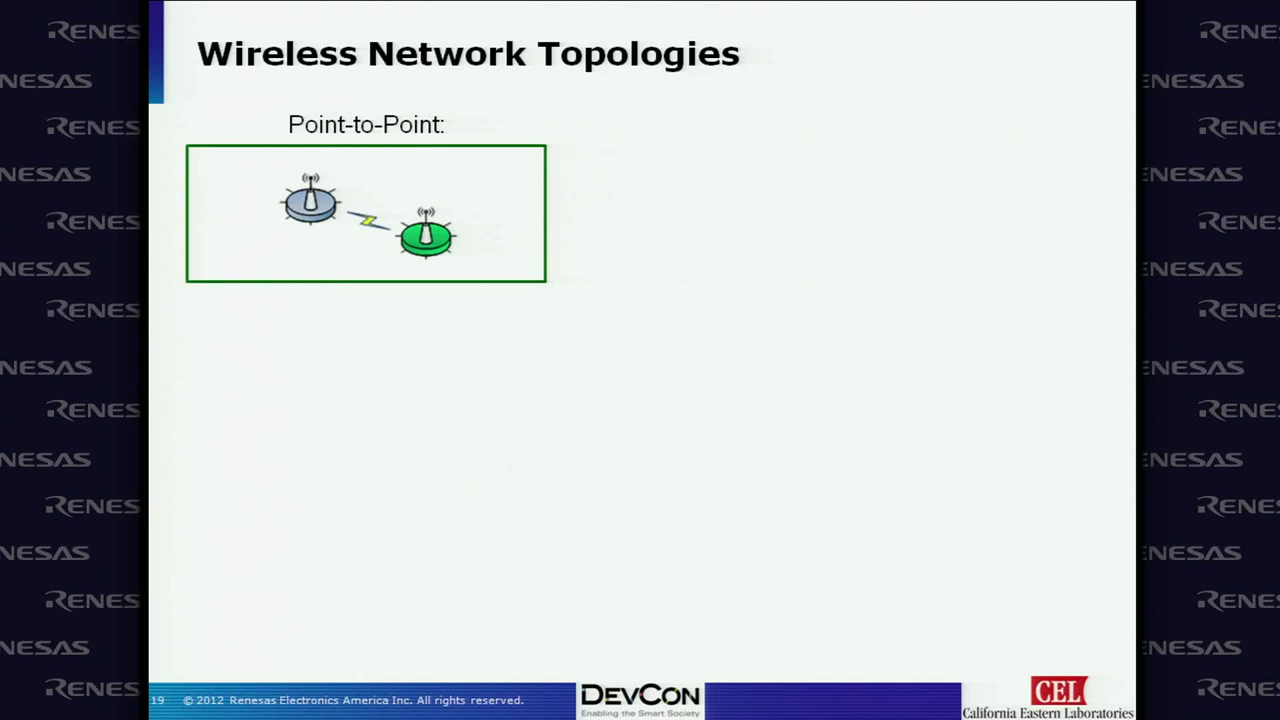 Wireless Network Topologies
Point-to-Point:
19 © 2012 Renesas Electronics America Inc. All rights reserved.
DEVCON
Enabling the Smart Society
CEL
California Eastern Laboratories
RENESAS